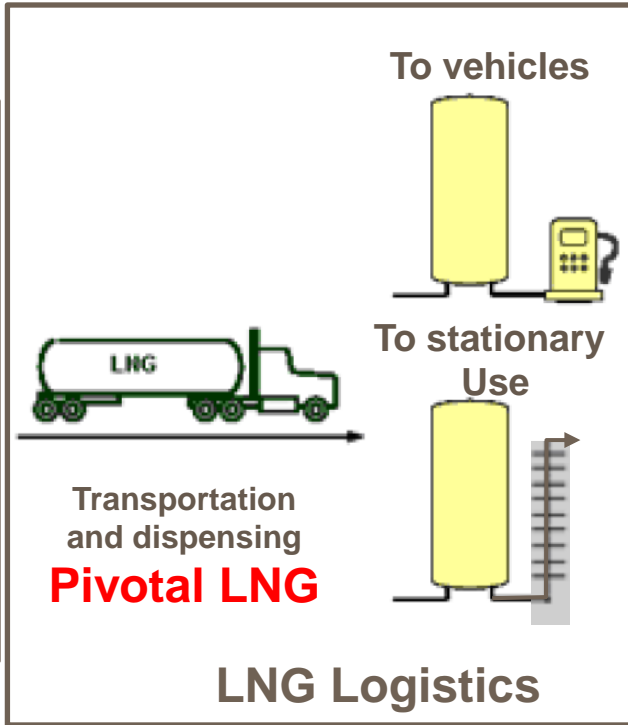 To vehicles
LNG
To stationary
Use
Transportation
and dispensing
Pivotal LNG
LNG Logistics